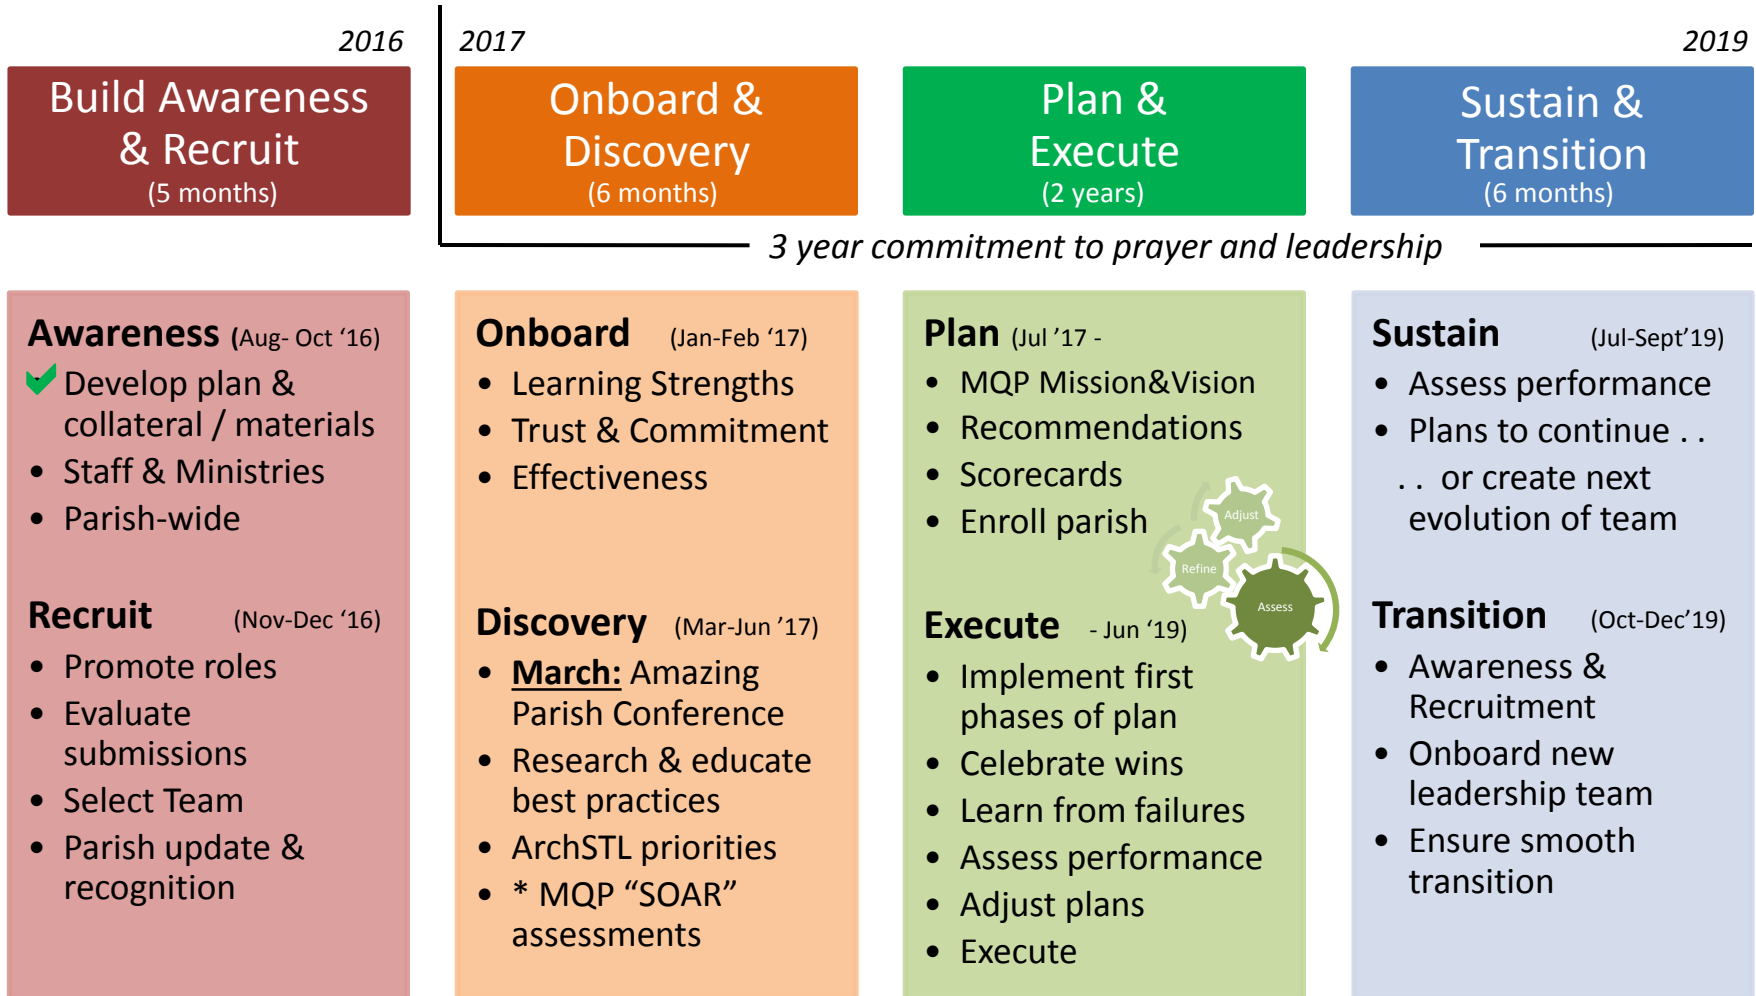 2016
2017
2019
Build Awareness
& Recruit
(5 months)
Onboard &
Discovery
(6 months)
Plan &
Execute
(2 years)
Sustain &
Transition
(6 months)
3 year commitment to prayer and leadership
Awareness (Aug- Oct ‘16)
Develop plan &
collateral / materials
• Staff & Ministries
• Parish-wide
Recruit (Nov-Dec ‘16)
• Promote roles
• Evaluate
submissions
• Select Team
• Parish update &
recognition
Onboard (Jan-Feb ‘17)
• Learning Strengths
• Trust & Commitment
• Effectiveness
Discovery (Mar-Jun ’17)
• March: Amazing
Parish Conference
• Research & educate
best practices
• ArchSTL priorities
• * MQP “SOAR”
assessments
Plan (Jul ’17 -
• MQP Mission&Vision
• Recommendations
• Scorecards
• Enroll parish
Adjust
Refine
Assess
Execute - Jun ‘19)
• Implement first
phases of plan
• Celebrate wins
• Learn from failures
• Assess performance
• Adjust plans
• Execute
Sustain (Jul-Sept’19)
• Assess performance
• Plans to continue . .
. . or create next
evolution of team
Transition (Oct-Dec’19)
• Awareness &
Recruitment
• Onboard new
leadership team
• Ensure smooth
transition